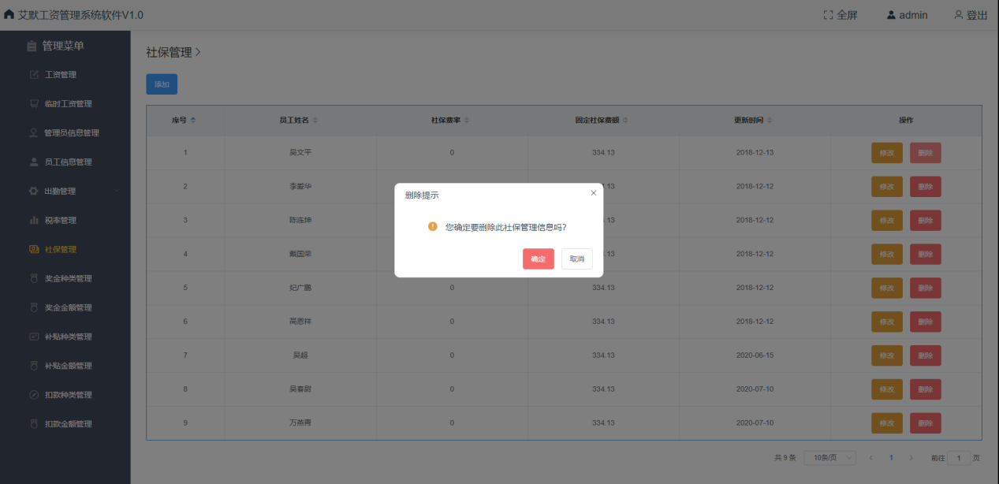 艾默工资管理系统软件V1.0 全屏 admin 登出
管理菜单
工资管理
临时工资管理
管理员信息管理
员工信息管理
出勤管理
税率管理
社保管理
奖金种类管理
奖金金额管理
补贴种类管理
补贴金额管理
扣款种类管理
扣款金额管理
社保管理
添加
序号 员工姓名 社保费率 固定社保费额 更新时间 操作
1 吴文平 0 334.13 2018-12-13 修改 删除
2 李爱华 13 2018-12-12 修改 删除
3 陈连坤 13 2018-12-12 修改 删除
4 戴国荣 13 2018-12-12 修改 删除
5 纪广鹏 0 334.13 2018-12-12 修改 删除
6 高恩祥 0 334.13 2018-12-12 修改 删除
7 吴超 0 334.13 2020-06-15 修改 删除
8 吴春尉 0 334.13 2020-07-10 修改 删除
9 万燕青 0 334.13 2020-07-10 修改 删除
共 9 条 10条/页 1 前往 1 页
删除提示
您确定要删除此社保管理信息吗?
确定 取消